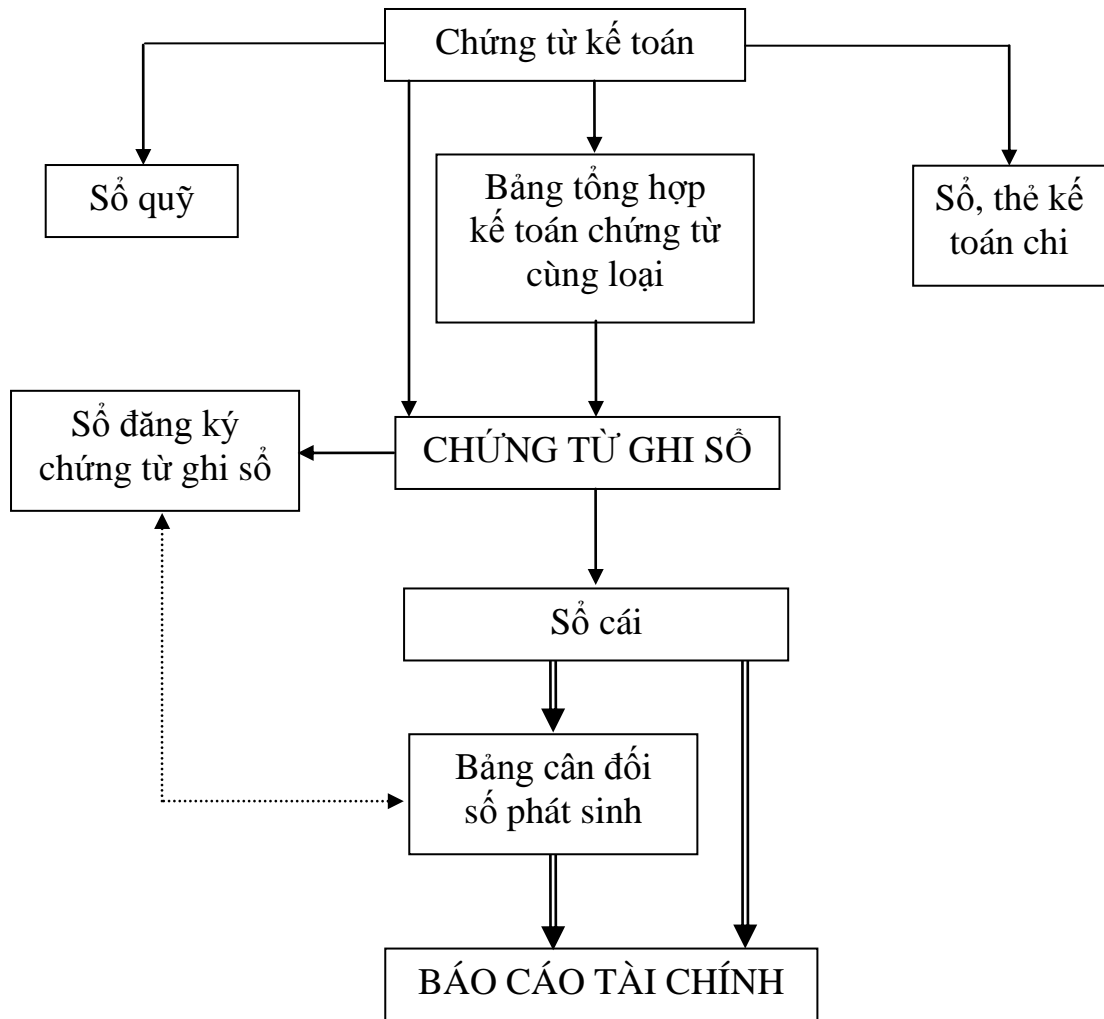 Chứng từ kế toán
Sổ quỹ
Bảng tổng hợp
kế toán chứng từ
cùng loại
Sổ, thẻ kế
toán chi
Sổ đăng ký
chứng từ ghi sổ
CHỨNG TỪ GHI SỔ
Sổ cái
Bảng cân đối
số phát sinh
BÁO CÁO TÀI CHÍNH